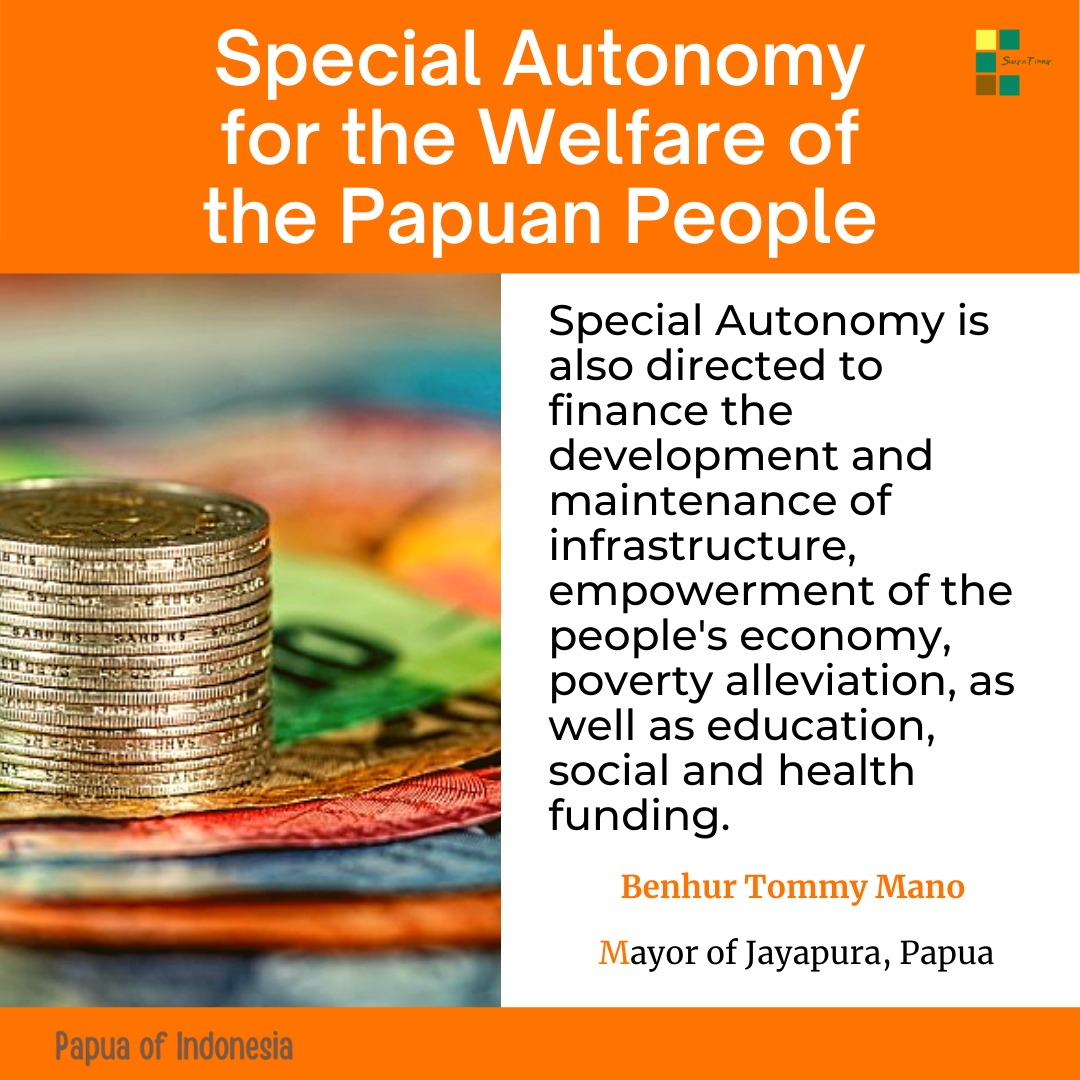 Special Autonomy
for the Welfare of
the Papuan People
Special Autonomy is
also directed to
finance the
development and
maintenance of
infrastructure,
empowerment of the
people's economy,
poverty alleviation, as
well as education,
social and health
funding.
Benhur Tommy Mano
Mayor of Jayapura, Papua
Papua of Indonesia